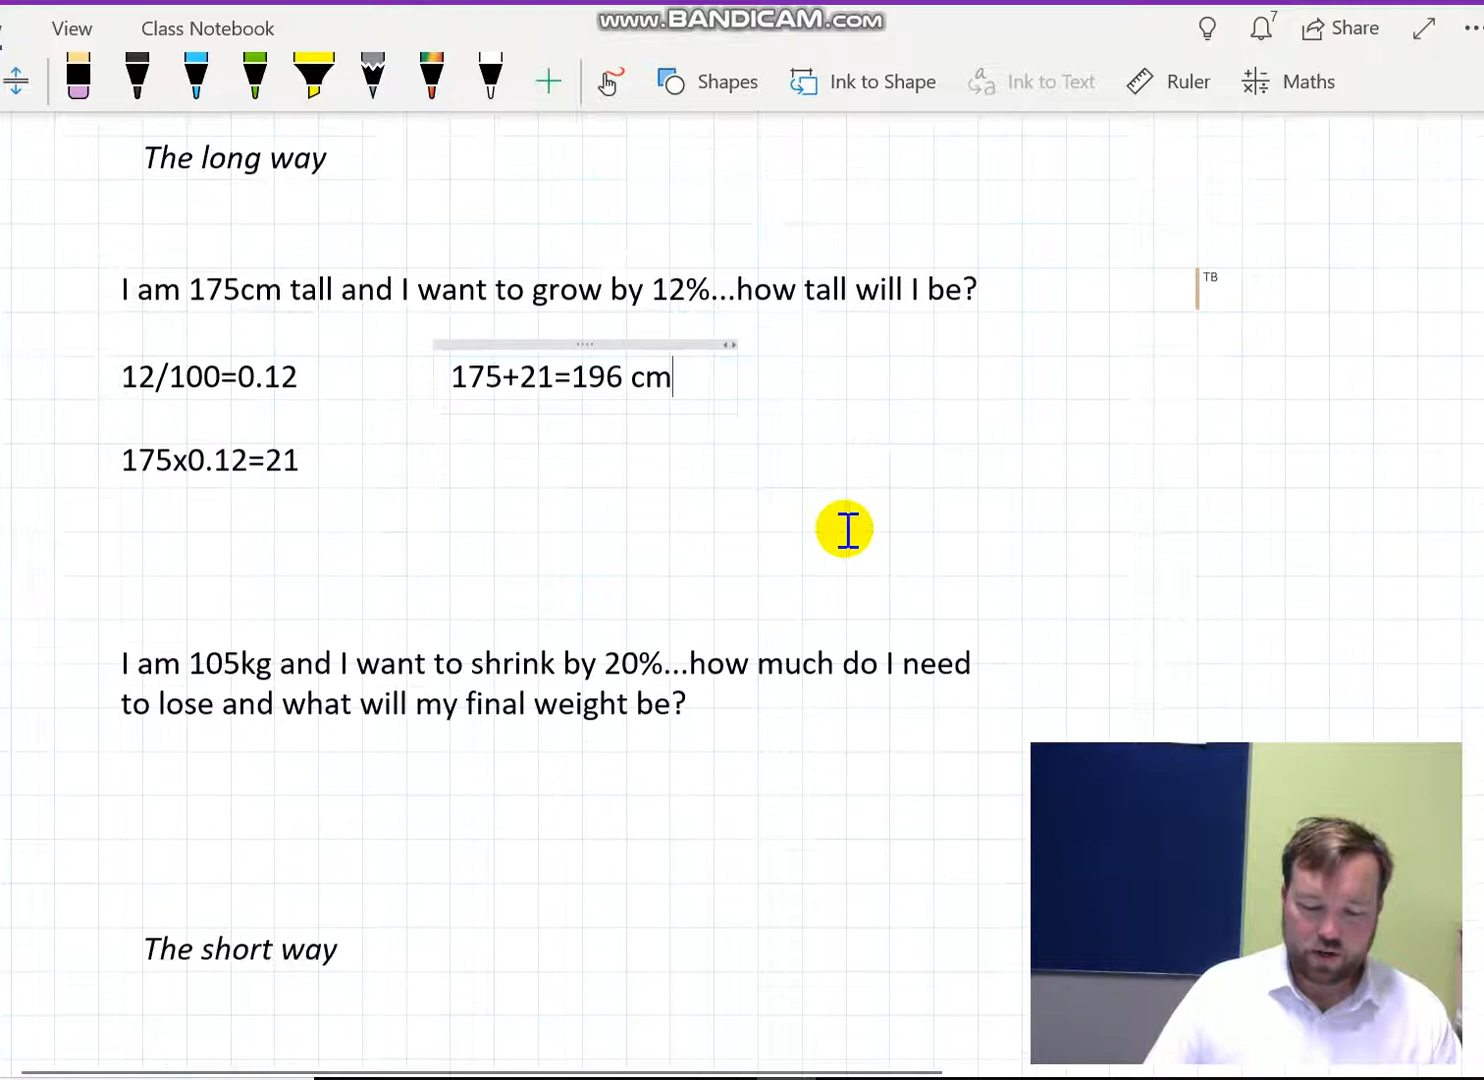 www.BANDICAM.com
View Class Notebook 7 Share
Shapes Ink to Shape Ink to Text Ruler Maths
The long way
I am 175cm tall and I want to grow by 12%...how tall will I be?
TB
12/100=0.12 175+21=196 cm
175x0.12=21
I am 105kg and I want to shrink by 20%...how much do I need
to lose and what will my final weight be?
The short way